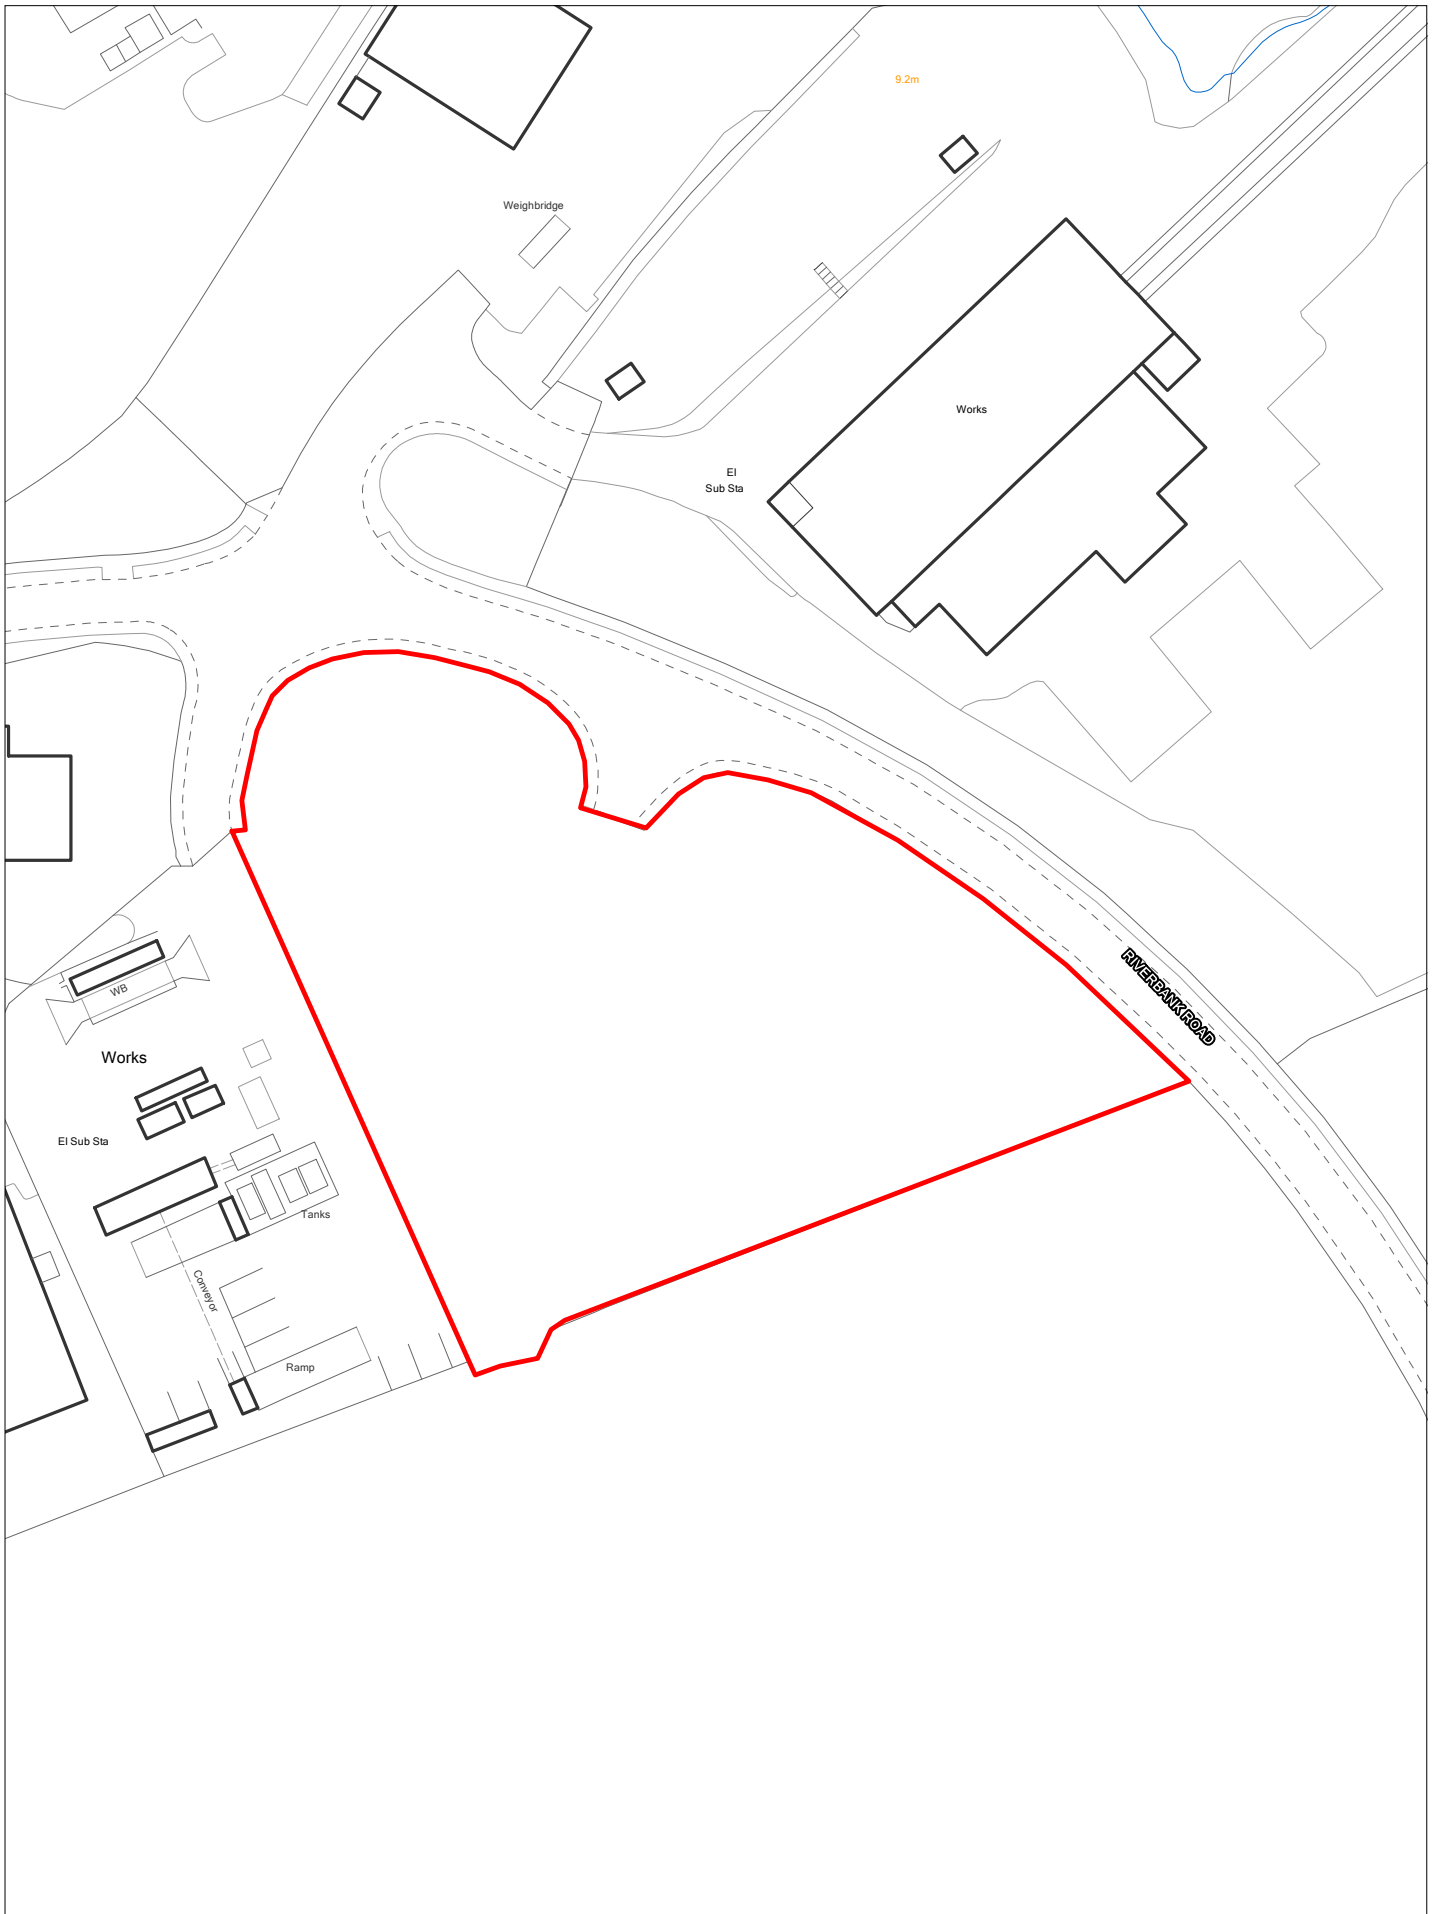 9.2m
Weighbridge
Works
El
Sub Sta
RIVERBANK ROAD
WB
Works
El Sub Sta
Tanks
Conveyor
Ramp